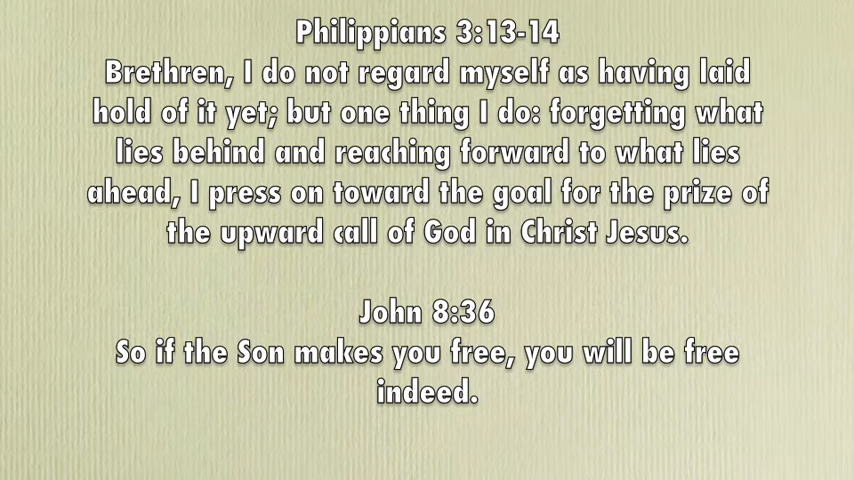 Philippians 3:13-14
Brethren, I do not regard myself as having laid
hold of it yet; but one thing I do: forgetting what
lies behind and reaching forward to what lies
ahead, I press on toward the goal for the prize of
the upward call of God in Christ Jesus.
John 8:36
So if the Son makes you free, you will be free
indeed.